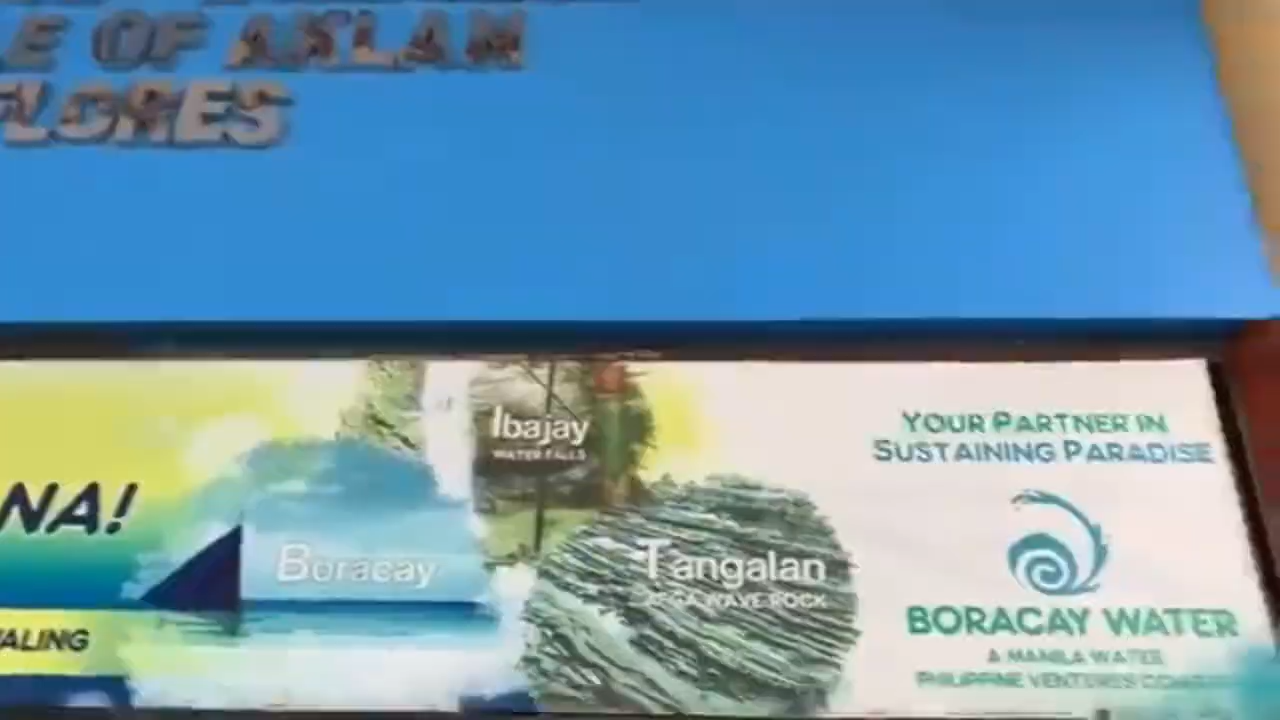 E OF AKLAN
FLORES
NA!
ALING
Boracay
Ibajay
WATER FALLS
Tangalan
WAVE ROCK
YOUR PARTNER IN
SUSTAINING PARADISE
BORACAY WATER
A MANILA WATER
PHILIPPINE VENTURES